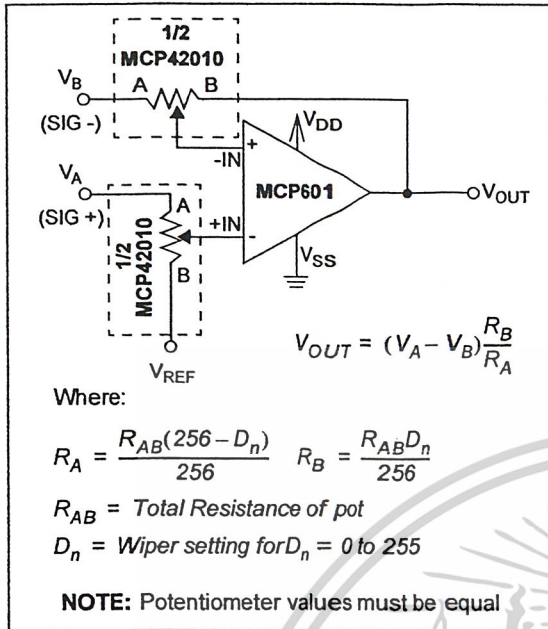 1/2
MCP42010
V_B
A
B
(SIG -)
V_DD
-IN
+
V_A
MCP601
V_OUT
(SIG +)
A
+IN
-
1/2
MCP42010
B
V_SS
V_REF
V_OUT = (V_A - V_B) R_B/R_A
Where:
R_A = R_AB(256 - D_n)/256 R_B = R_AB D_n/256
R_AB = Total Resistance of pot
D_n = Wiper setting forD_n = 0 to 255
NOTE: Potentiometer values must be equal